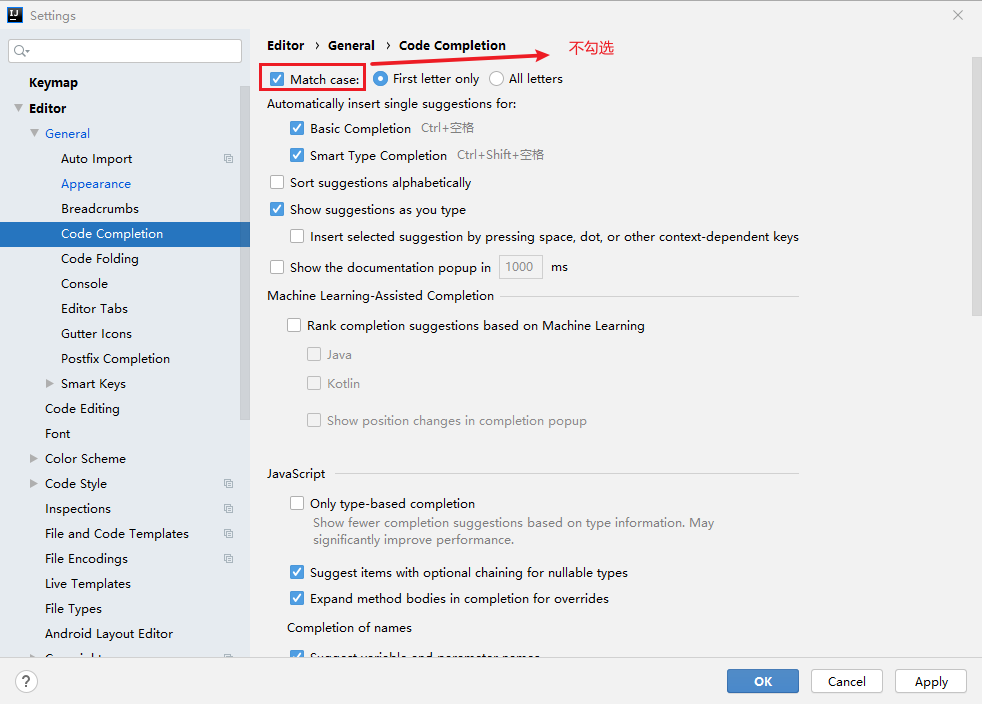 Settings
Keymap
Editor
General
Auto Import
Appearance
Breadcrumbs
Code Completion
Code Folding
Console
Editor Tabs
Gutter Icons
Postfix Completion
Smart Keys
Code Editing
Font
Color Scheme
Code Style
Inspections
File and Code Templates
File Encodings
Live Templates
File Types
Android Layout Editor
Copyright
Editor › General › Code Completion
不勾选
Match case: First letter only All letters
Automatically insert single suggestions for:
Basic Completion Ctrl+空格
Smart Type Completion Ctrl+Shift+空格
Sort suggestions alphabetically
Show suggestions as you type
Insert selected suggestion by pressing space, dot, or other context-dependent keys
Show the documentation popup in 1000 ms
Machine Learning-Assisted Completion
Rank completion suggestions based on Machine Learning
Java
Kotlin
Show position changes in completion popup
JavaScript
Only type-based completion
Show fewer completion suggestions based on type information. May
significantly improve performance.
Suggest items with optional chaining for nullable types
Expand method bodies in completion for overrides
Completion of names
Suggest variable and parameter names
?
OK Cancel Apply